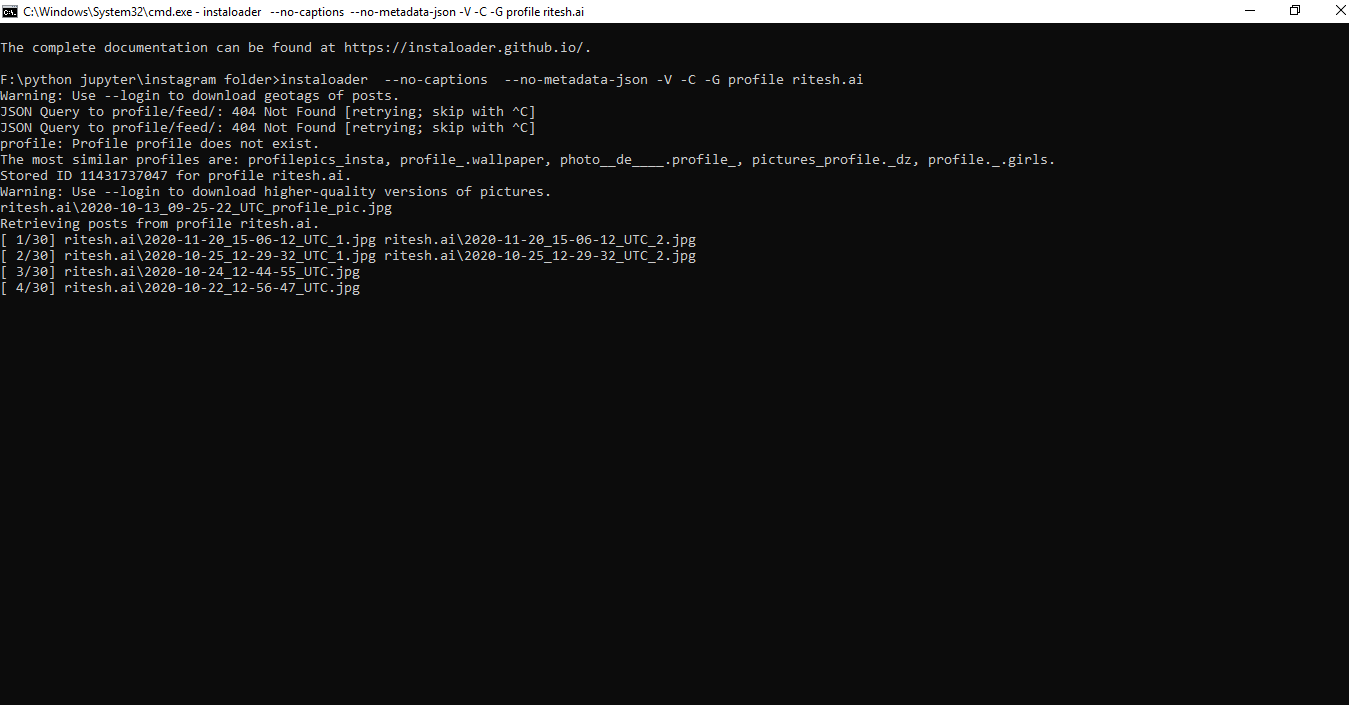 C:\Windows\System32\cmd.exe - instaloader  --no-captions  --no-metadata-json -V -C -G profile ritesh.ai
The complete documentation can be found at https://instaloader.github.io/.
F:\python jupyter\instagram folder>instaloader  --no-captions  --no-metadata-json -V -C -G profile ritesh.ai
Warning: Use --login to download geotags of posts.
JSON Query to profile/feed/: 404 Not Found [retrying; skip with ^C]
JSON Query to profile/feed/: 404 Not Found [retrying; skip with ^C]
profile: Profile profile does not exist.
The most similar profiles are: profilepics_insta, profile_.wallpaper, photo__de____.profile_, pictures_profile._dz, profile._.girls.
Stored ID 11431737047 for profile ritesh.ai.
Warning: Use --login to download higher-quality versions of pictures.
ritesh.ai\2020-10-13_09-25-22_UTC_profile_pic.jpg
Retrieving posts from profile ritesh.ai.
[ 1/30] ritesh.ai\2020-11-20_15-06-12_UTC_1.jpg ritesh.ai\2020-11-20_15-06-12_UTC_2.jpg
[ 2/30] ritesh.ai\2020-10-25_12-29-32_UTC_1.jpg ritesh.ai\2020-10-25_12-29-32_UTC_2.jpg
[ 3/30] ritesh.ai\2020-10-24_12-44-55_UTC.jpg
[ 4/30] ritesh.ai\2020-10-22_12-56-47_UTC.jpg